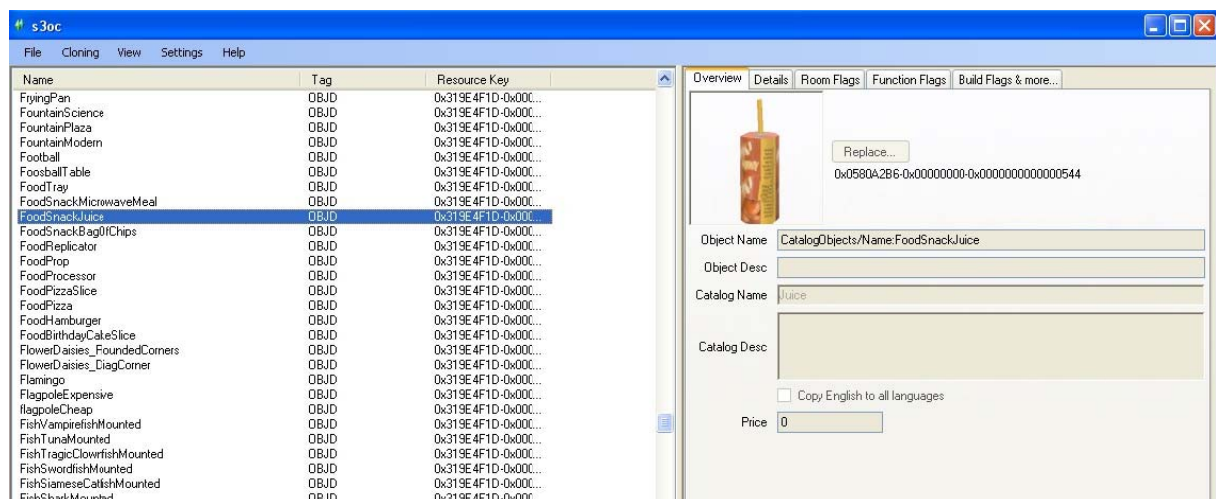 s3oc
File Cloning View Settings Help
Name Tag Resource Key
FryingPan OBJD 0x319E4F1D-0x000...
FountainScience OBJD 0x319E4F1D-0x000...
FountainPlaza OBJD 0x319E4F1D-0x000...
FountainModern OBJD 0x319E4F1D-0x000...
Football OBJD 0x319E4F1D-0x000...
FoosballTable OBJD 0x319E4F1D-0x000...
FoodTray OBJD 0x319E4F1D-0x000...
FoodSnackMicrowaveMeal OBJD 0x319E4F1D-0x000...
FoodSnackJuice OBJD 0x319E4F1D-0x000...
FoodSnackBagOfChips OBJD 0x319E4F1D-0x000...
FoodReplicator OBJD 0x319E4F1D-0x000...
FoodProp OBJD 0x319E4F1D-0x000...
FoodProcessor OBJD 0x319E4F1D-0x000...
FoodPizzaSlice OBJD 0x319E4F1D-0x000...
FoodPizza OBJD 0x319E4F1D-0x000...
FoodHamburger OBJD 0x319E4F1D-0x000...
FoodBirthdayCakeSlice OBJD 0x319E4F1D-0x000...
FlowerDaisies_RoundedCorners OBJD 0x319E4F1D-0x000...
FlowerDaisies_DiagCorner OBJD 0x319E4F1D-0x000...
Flamingo OBJD 0x319E4F1D-0x000...
FlagpoleExpensive OBJD 0x319E4F1D-0x000...
flagpoleCheap OBJD 0x319E4F1D-0x000...
FishVampirefishMounted OBJD 0x319E4F1D-0x000...
FishTunaMounted OBJD 0x319E4F1D-0x000...
FishTragicClownfishMounted OBJD 0x319E4F1D-0x000...
FishSwordfishMounted OBJD 0x319E4F1D-0x000...
FishSiameseCatfishMounted OBJD 0x319E4F1D-0x000...
FishSharkMounted OBJD 0x319E4F1D-0x000...
Overview Details Room Flags Function Flags Build Flags & more...
Replace...
0x0580A2B6-0x00000000-0x0000000000000544
Object Name CatalogObjects/Name:FoodSnackJuice
Object Desc
Catalog Name Juice
Catalog Desc
Copy English to all languages
Price 0